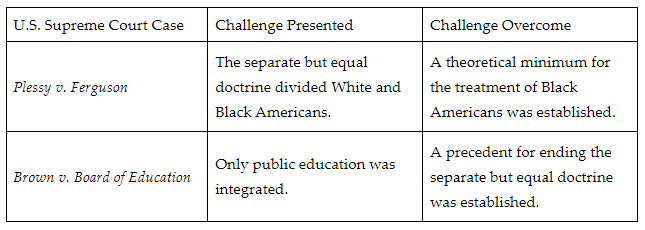 U.S. Supreme Court Case
Challenge Presented
Challenge Overcome
Plessy v. Ferguson
The separate but equal
doctrine divided White and
Black Americans.
A theoretical minimum for
the treatment of Black
Americans was established.
Brown v. Board of Education
Only public education was
integrated.
A precedent for ending the
separate but equal doctrine
was established.